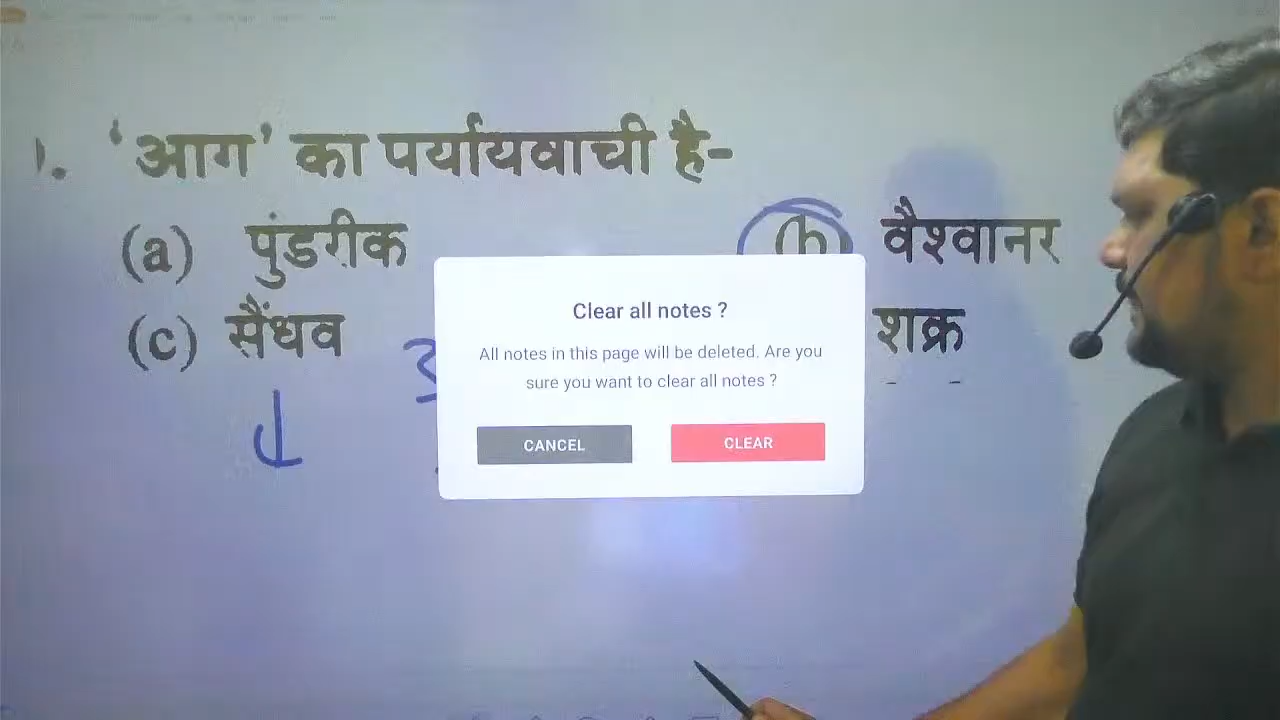 1. 'आग' का पर्यायवाची है-
(a) पुंडरीक (b) वैश्वानर
(c) सैंधव शक्र
Clear all notes ?
All notes in this page will be deleted. Are you
sure you want to clear all notes ?
CANCEL CLEAR